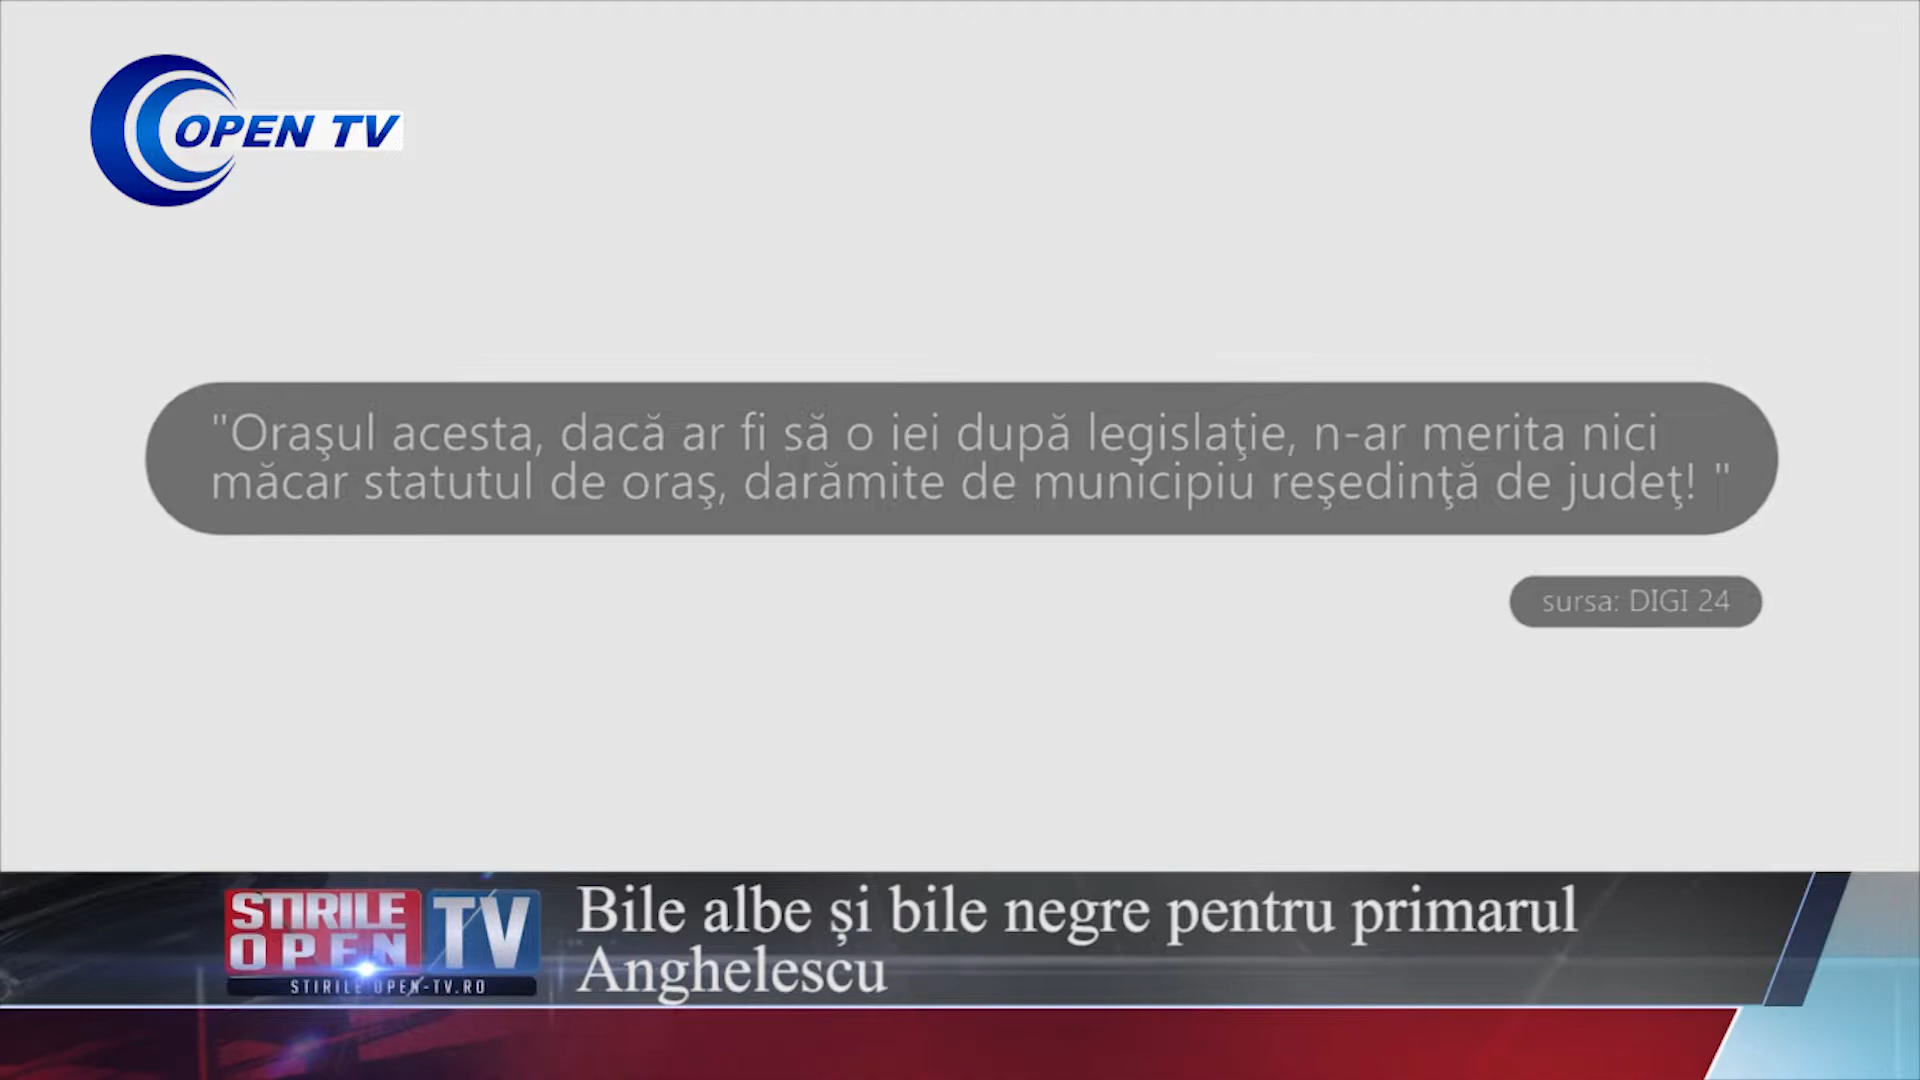 OPEN TV
"Oraşul acesta, dacă ar fi să o iei după legislaţie, n-ar merita nici
măcar statutul de oraş, darămite de municipiu reşedinţă de judeţ! "
sursa: DIGI 24
STIRILE
OPEN TV
STIRILE OPEN-TV.RO
Bile albe și bile negre pentru primarul
Anghelescu